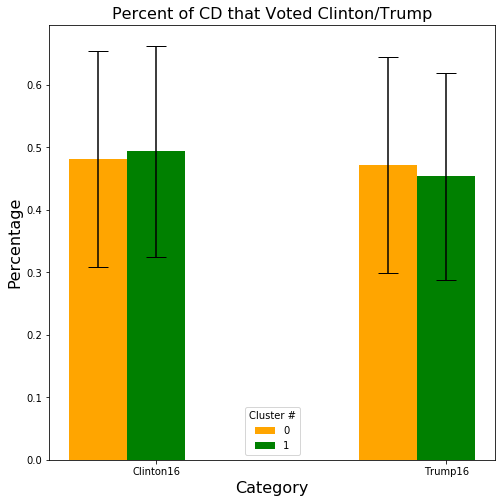 Percent of CD that Voted Clinton/Trump
Percentage
0.6
0.5
0.4
0.3
0.2
0.1
0.0
Cluster #
0
1
Clinton16
Trump16
Category